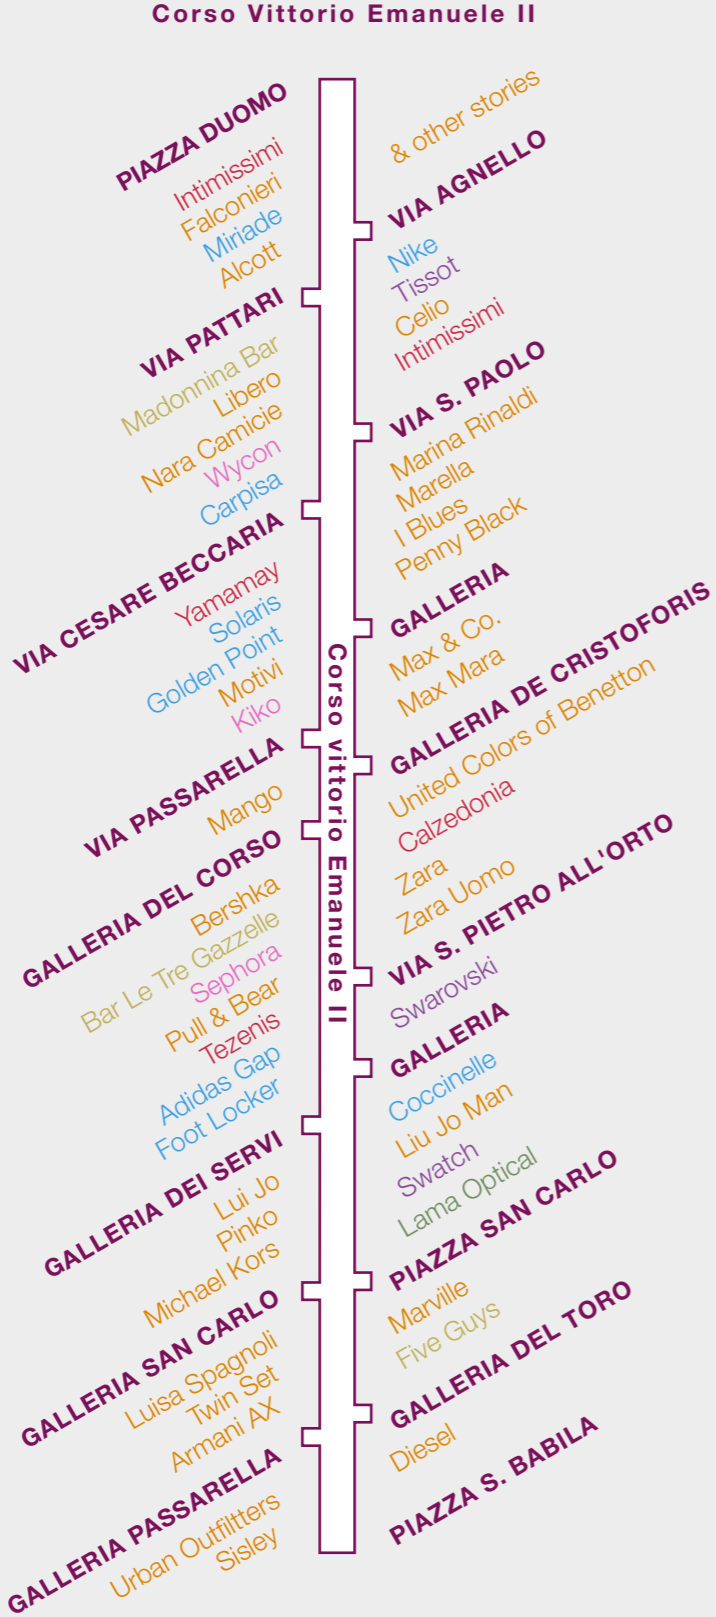 Corso Vittorio Emanuele II
PIAZZA DUOMO
Intimissimi
Falconieri
Miriade
Alcott
VIA PATTARI
Madonnina Bar
Libero
Nara Camicie
Wycon
Carpisa
VIA CESARE BECCARIA
Yamamay
Solaris
Golden Point
Motivi
Kiko
VIA PASSARELLA
Mango
GALLERIA DEL CORSO
Bershka
Bar Le Tre Gazzelle
Sephora
Pull & Bear
Tezenis
Adidas Gap
Foot Locker
GALLERIA DEI SERVI
Lui Jo
Pinko
Michael Kors
GALLERIA SAN CARLO
Luisa Spagnoli
Twin Set
Armani AX
GALLERIA PASSARELLA
Urban Outfiltters
Sisley
Corso vittorio Emanuele II
& other stories
VIA AGNELLO
Nike
Tissot
Celio
Intimissimi
VIA S. PAOLO
Marina Rinaldi
Marella
I Blues
Penny Black
GALLERIA
Max & Co.
Max Mara
GALLERIA DE CRISTOFORIS
United Colors of Benetton
Calzedonia
Zara
Zara Uomo
VIA S. PIETRO ALL'ORTO
Swarovski
GALLERIA
Coccinelle
Liu Jo Man
Swatch
Lama Optical
PIAZZA SAN CARLO
Marville
Five Guys
GALLERIA DEL TORO
Diesel
PIAZZA S. BABILA